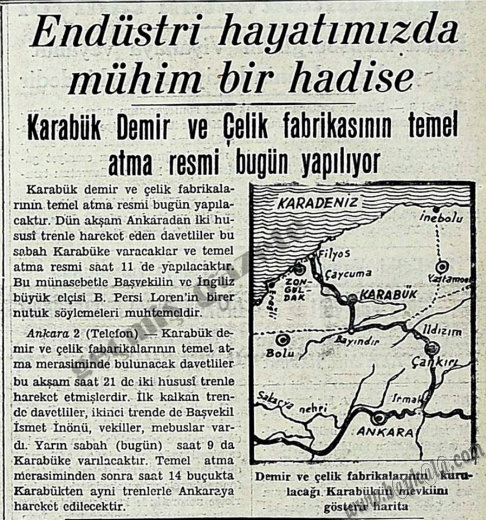 Endüstri hayatımızda
mühim bir hadise
Karabük Demir ve Çelik fabrikasının temel
atma resmi bugün yapılıyor
Karabük demir ve çelik fabrikala-
rının temel atma resmi bugün yapıla-
caktır. Dün akşam Ankaradan iki hu-
susî trenle hareket eden davetliler bu
sabah Karabüke varacaklar ve temel
atma resmi saat 11 de yapılacaktır.
Bu münasebetle Başvekilin ve İngiliz
büyük elçisi B. Persi Loren'in birer
nutuk söylemeleri muhtemeldir.
Ankara 2 (Telefon) — Karabük de-
mir ve çelik fabrikalarının temel at-
ma merasiminde bulunacak davetliler
bu akşam saat 21 de iki hususî trenle
hareket etmişlerdir. İlk kalkan tren-
de davetliler, ikinci trende de Başvekil
İsmet İnönü, vekiller, mebuslar var-
dı. Yarın sabah (bugün) saat 9 da
Karabüke varılacaktır. Temel atma
merasiminden sonra saat 14 buçukta
Karabükten ayni trenlerle Ankaraya
hareket edilecektir.
KARADENİZ
İnebolu
Filyos
Çaycuma
ZON-
GUL
DAK
KARABÜK
Kastamonu
Bolu
Bayındır
Ildızım
Çankırı
Sakarya nehri
Irmak
ANKARA
Demir ve çelik fabrikalarının kuru-
lacağı Karabükün mevkiini
gösterir harita